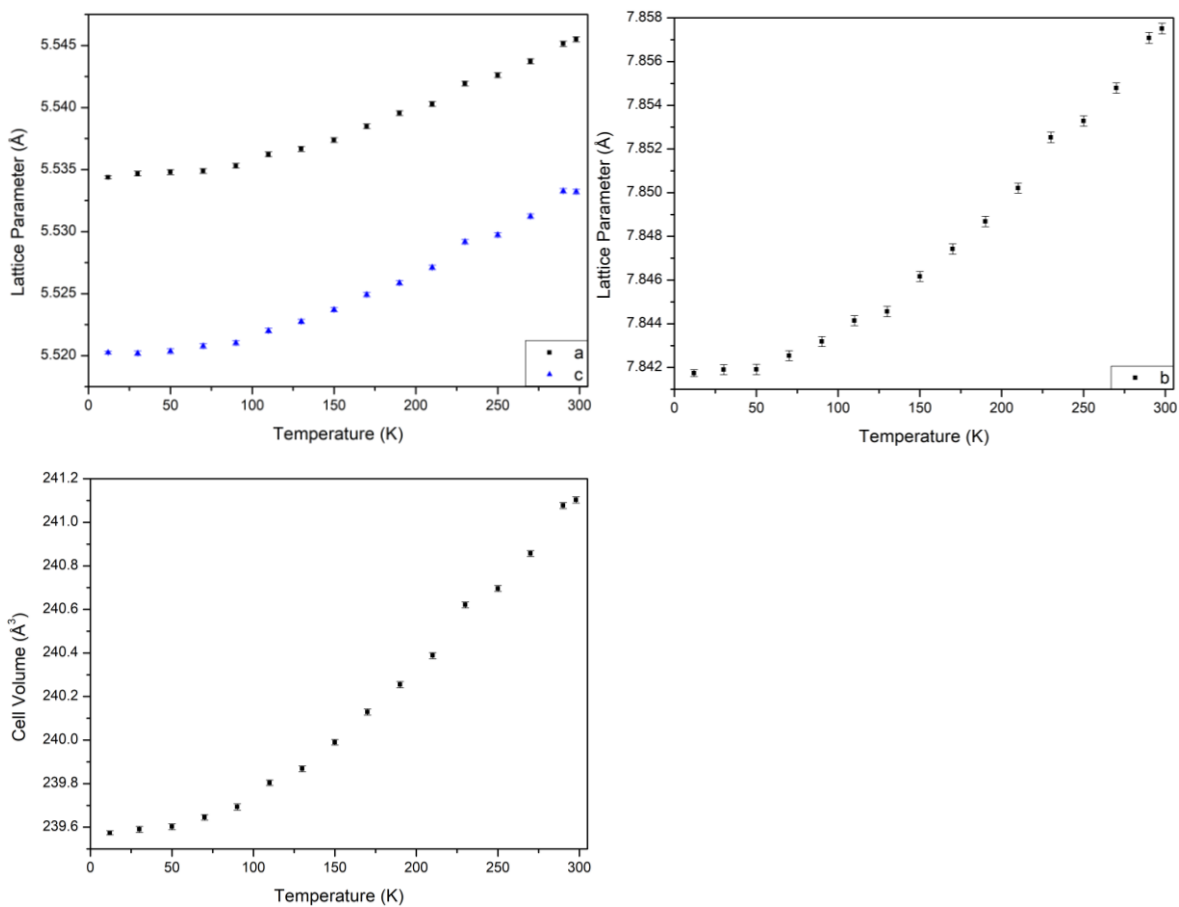 5.545
5.540
5.535
5.530
5.525
5.520
Lattice Parameter (Å)
0 50 100 150 200 250 300
Temperature (K)
a
c
7.858
7.856
7.854
7.852
7.850
7.848
7.846
7.844
7.842
Lattice Parameter (Å)
0 50 100 150 200 250 300
Temperature (K)
b
241.2
241.0
240.8
240.6
240.4
240.2
240.0
239.8
239.6
Cell Volume (Å³)
0 50 100 150 200 250 300
Temperature (K)